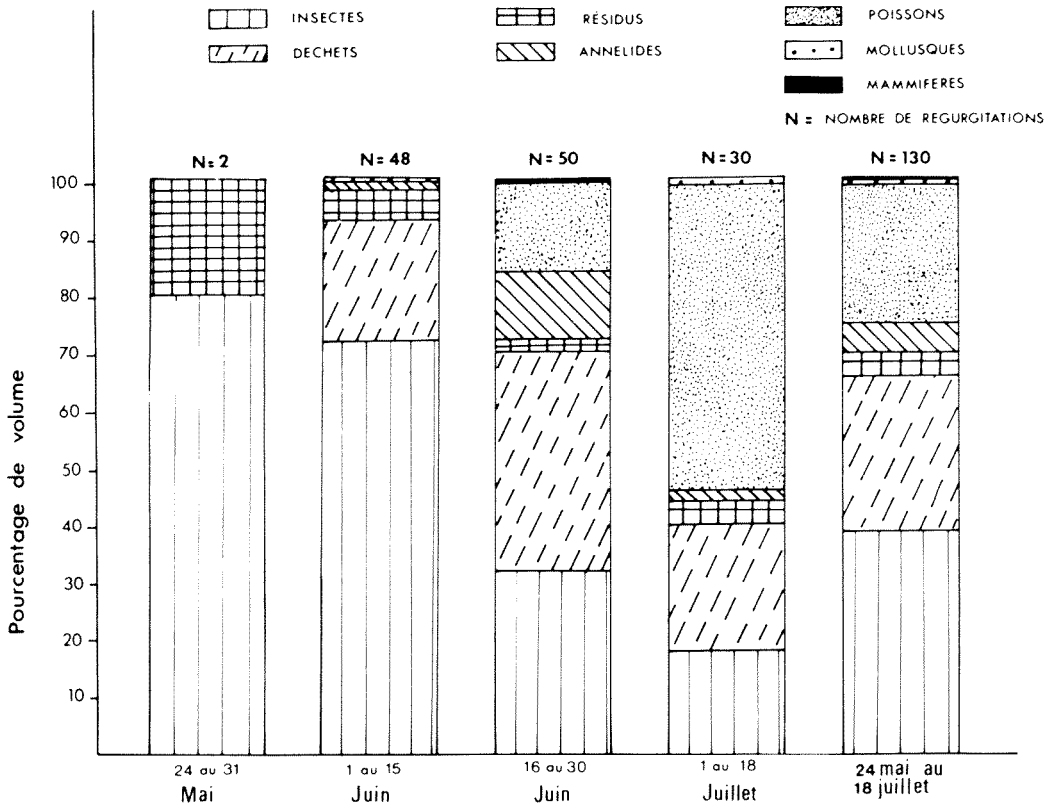 INSECTES
RÉSIDUS
POISSONS
DECHETS
ANNELIDES
MOLLUSQUES
MAMMIFERES
N= NOMBRE DE REGURGITATIONS
N=2
N=48
N=50
N=30
N=130
Pourcentage de volume
100
90
80
70
60
50
40
30
20
10
24 au 31
Mai
1 au 15
Juin
16 au 30
Juin
1 au 18
Juillet
24 mai au
18 juillet